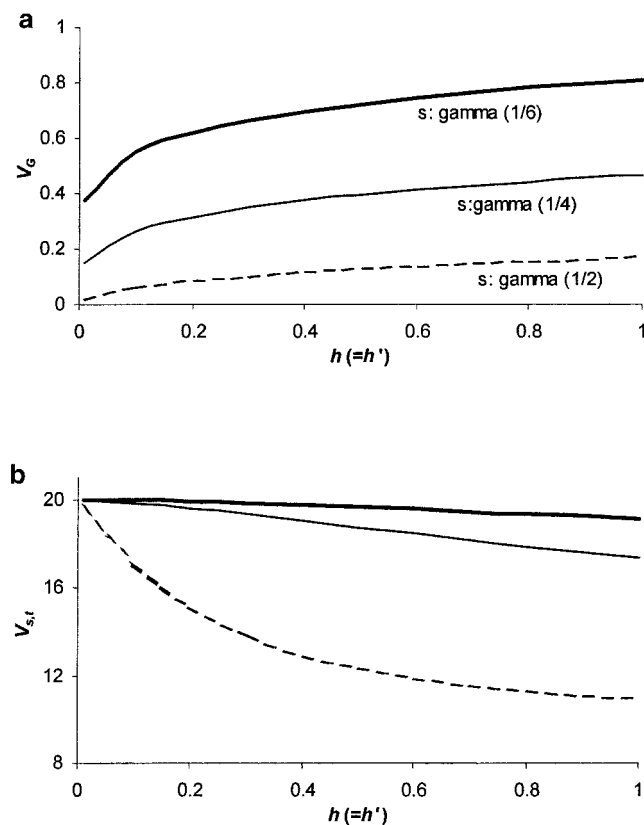 a
1
0.8
0.6
0.4
0.2
0
V_G
s: gamma (1/6)
s:gamma (1/4)
s: gamma (1/2)
0 0.2 0.4 0.6 0.8 1
h (=h')
b
20
16
12
8
V_{s,t}
0 0.2 0.4 0.6 0.8 1
h (=h')